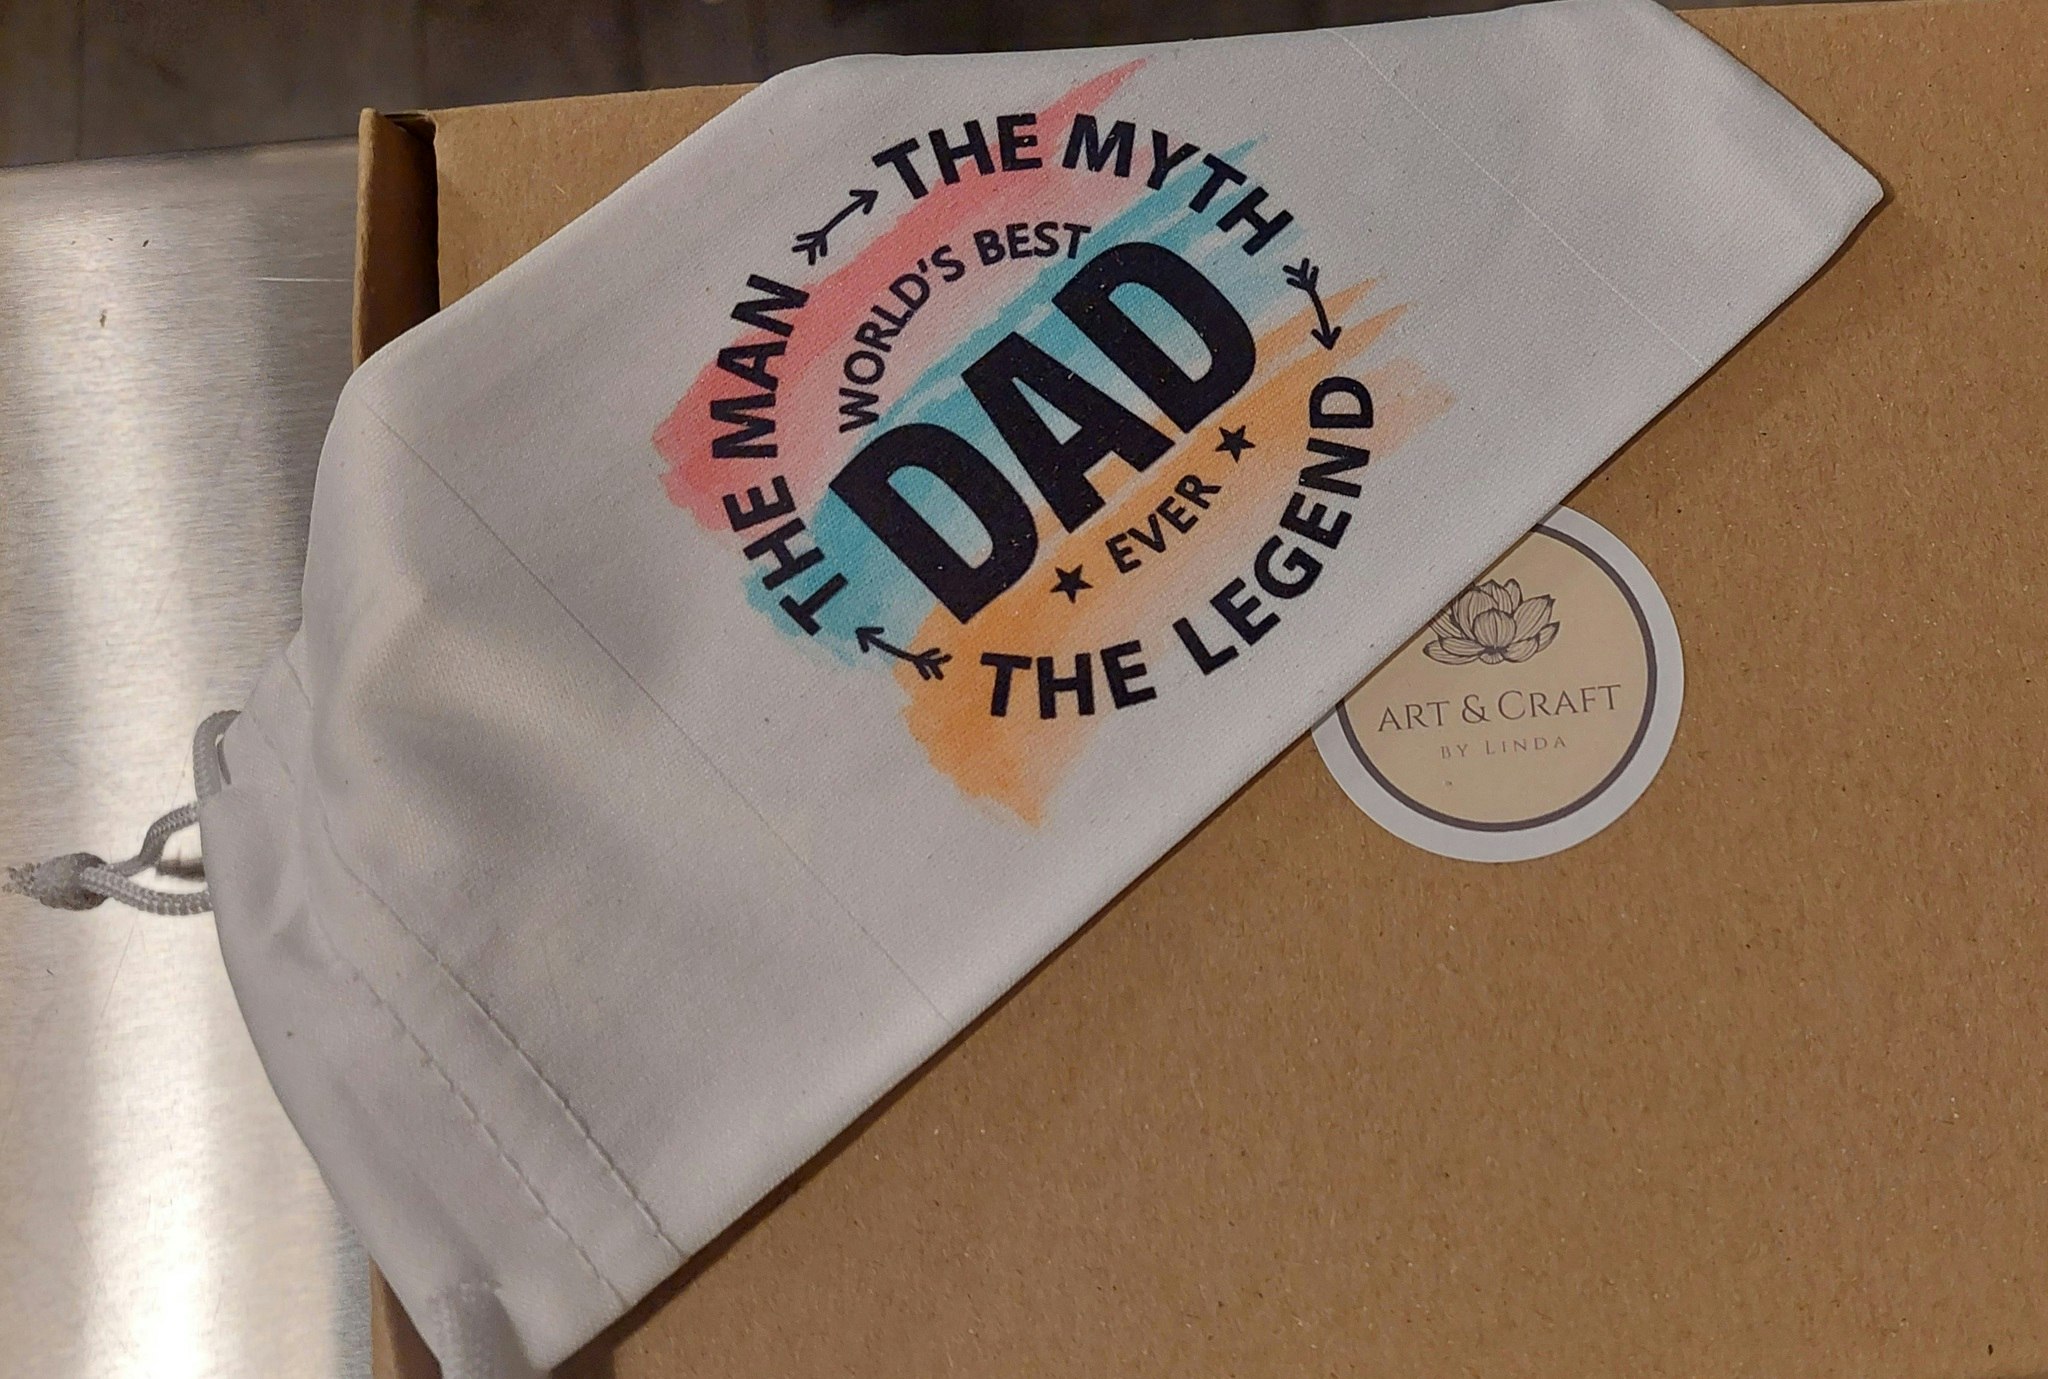 THE MAN
THE MYTH
THE LEGEND
WORLD'S BEST
DAD
EVER
ART & CRAFT
BY LINDA